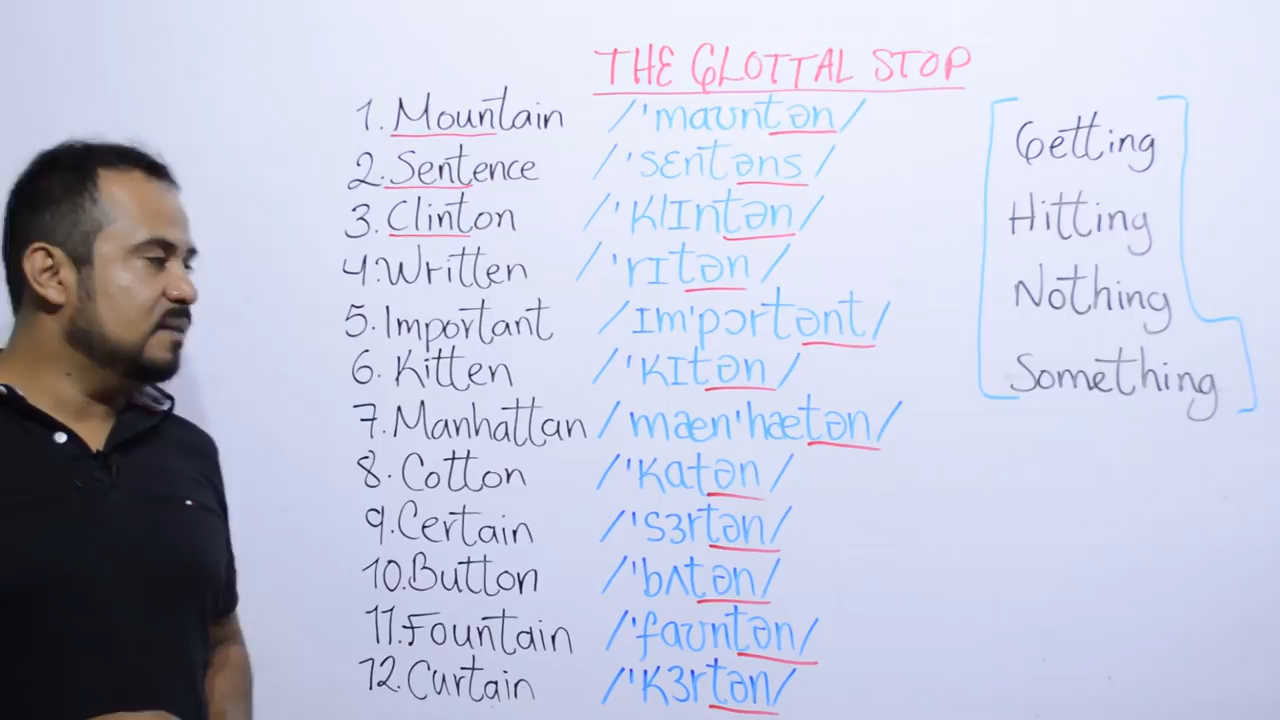 THE GLOTTAL STOP
1. Mountain /ˈmaʊntən/
2. Sentence /ˈsɛntəns/
3. Clinton /ˈklɪntən/
4. Written /ˈrɪtən/
5. Important /ɪmˈpɔrtənt/
6. Kitten /ˈkɪtən/
7. Manhattan /mænˈhætən/
8. Cotton /ˈkatən/
9. Certain /ˈsɜrtən/
10. Button /ˈbʌtən/
11. Fountain /ˈfaʊntən/
12. Curtain /ˈkɜrtən/
Getting
Hitting
Nothing
Something